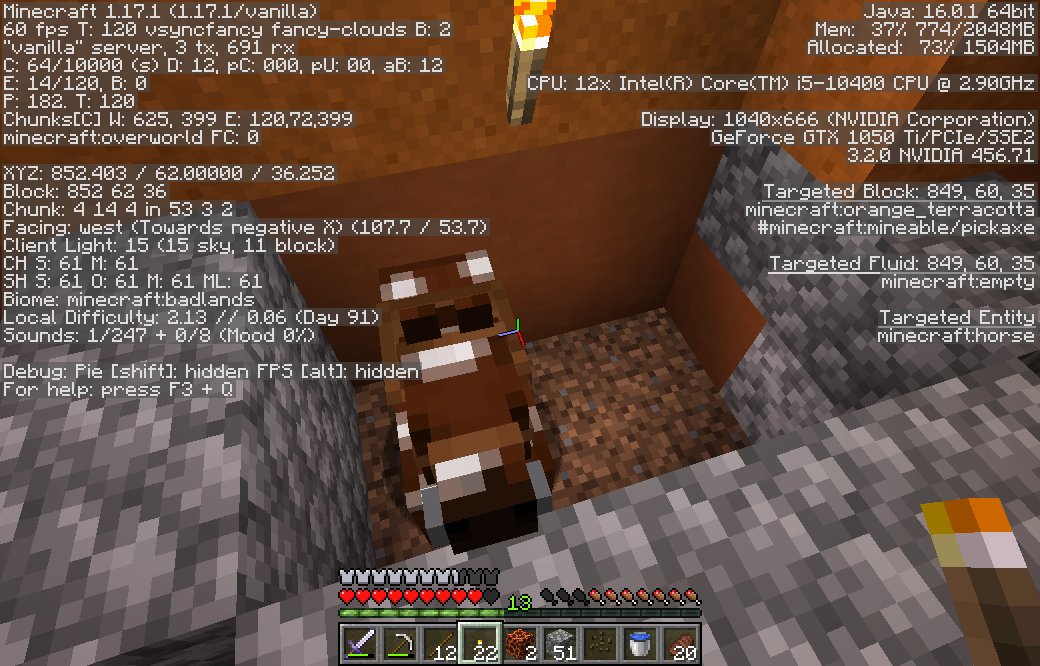 Minecraft 1.17.1 (1.17.1/vanilla)
60 fps T: 120 vsyncfancy fancy-clouds B: 2
"vanilla" server, 3 tx, 691 rx
C: 64/10000 (s) D: 12, pC: 000, pU: 00, aB: 12
E: 14/120, B: 0
P: 182. T: 120
Chunks[C] W: 625, 399 E: 120,72,399
minecraft:overworld FC: 0
XYZ: 852.403 / 62.00000 / 36.252
Block: 852 62 36
Chunk: 4 14 4 in 53 3 2
Facing: west (Towards negative X) (107.7 / 53.7)
Client Light: 15 (15 sky, 11 block)
CH S: 61 M: 61
SH S: 61 O: 61 M: 61 ML: 61
Biome: minecraft:badlands
Local Difficulty: 2.13 // 0.06 (Day 91)
Sounds: 1/247 + 0/8 (Mood 0%)
Debug: Pie [shift]: hidden FPS [alt]: hidden
For help: press F3 + Q
Java: 16.0.1 64bit
Mem: 37% 774/2048MB
Allocated: 73% 1504MB
CPU: 12x Intel(R) Core(TM) i5-10400 CPU @ 2.90GHz
Display: 1040x666 (NVIDIA Corporation)
GeForce GTX 1050 Ti/PCIe/SSE2
3.2.0 NVIDIA 456.71
Targeted Block: 849, 60, 35
minecraft:orange_terracotta
#minecraft:mineable/pickaxe
Targeted Fluid: 849, 60, 35
minecraft:empty
Targeted Entity
minecraft:horse
13
12 22 2 51 20